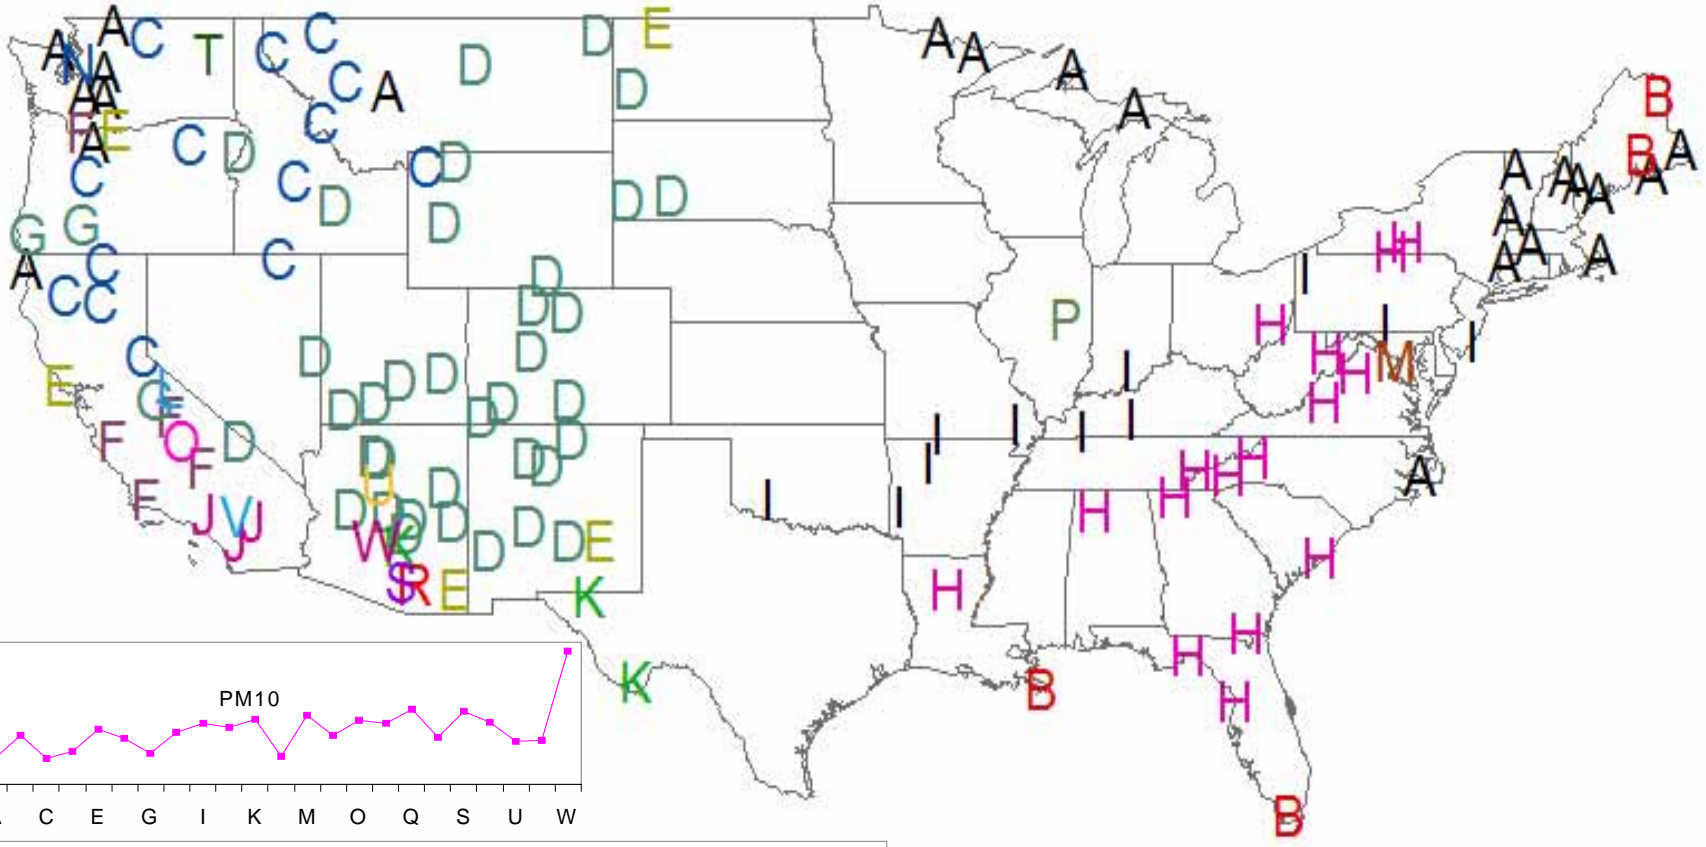 A C T C C D D E
A N A C A D
A A C
F A E C D C D
C C D D D
G G D A
A C C D
C C D D
C D D
E G L F D D D D D
F O D D D D
F D D D D
F J V J U D D D D
J W K D D E
S R E K
K
A A A A
B
B A
A A A A A
A A A A
H H
I
P H I I
I H H M
H
I I I I
I H H H A
I I H H
H
H H
H
B H
B
PM10
A C E G I K M O Q S U W